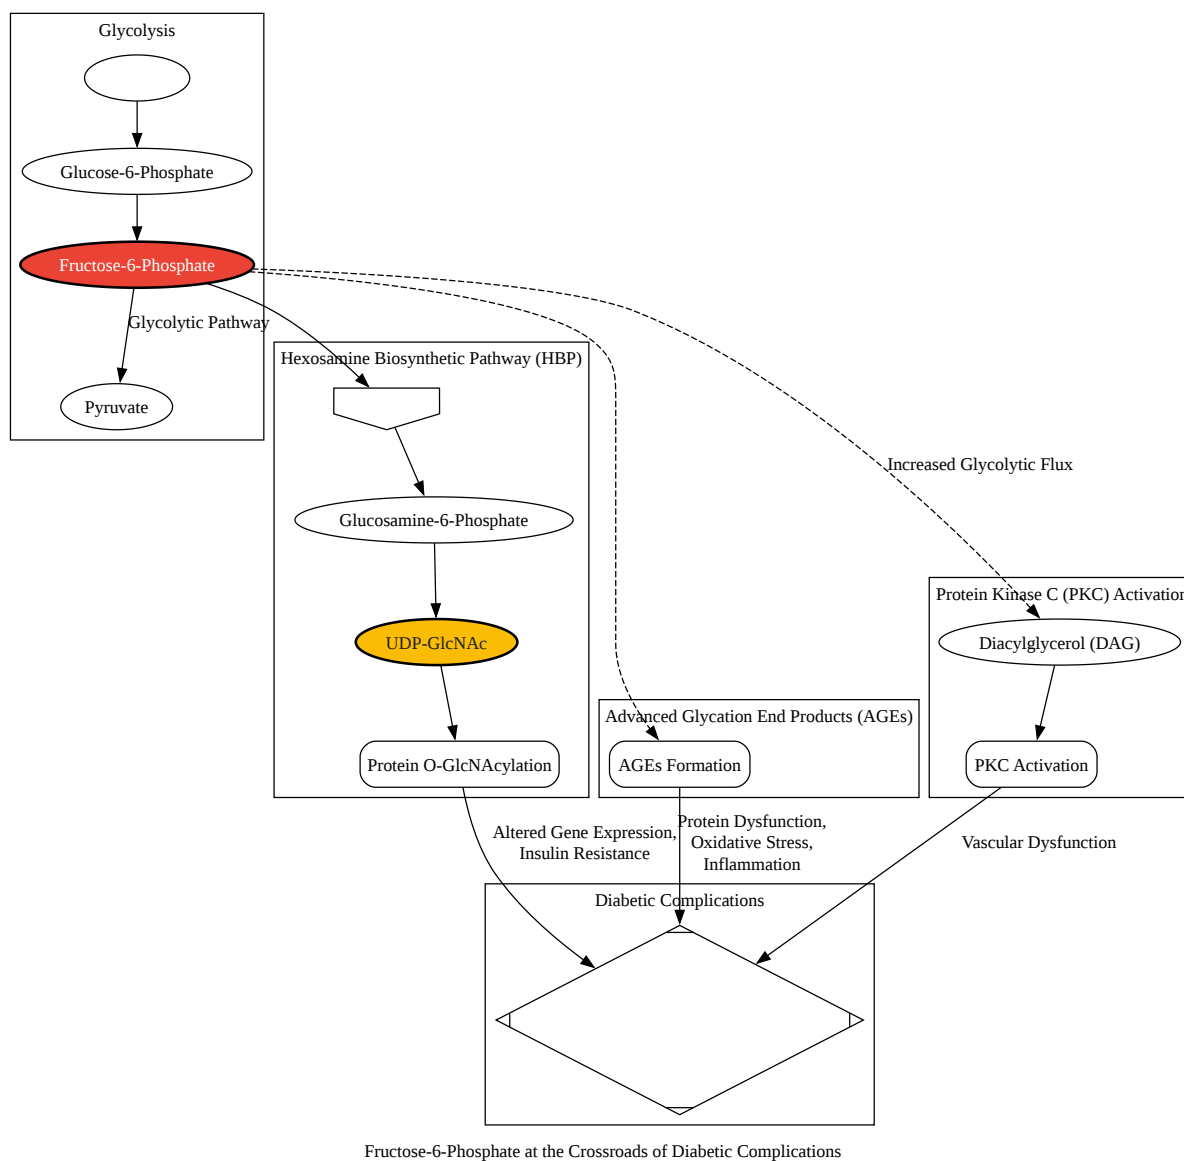 Glycolysis
Glucose-6-Phosphate
Fructose-6-Phosphate
Glycolytic Pathway
Pyruvate
Hexosamine Biosynthetic Pathway (HBP)
Glucosamine-6-Phosphate
UDP-GlcNAc
Protein O-GlcNAcylation
Increased Glycolytic Flux
Protein Kinase C (PKC) Activation
Diacylglycerol (DAG)
PKC Activation
Advanced Glycation End Products (AGEs)
AGEs Formation
Altered Gene Expression,
Insulin Resistance
Protein Dysfunction,
Oxidative Stress,
Inflammation
Vascular Dysfunction
Diabetic Complications
Fructose-6-Phosphate at the Crossroads of Diabetic Complications